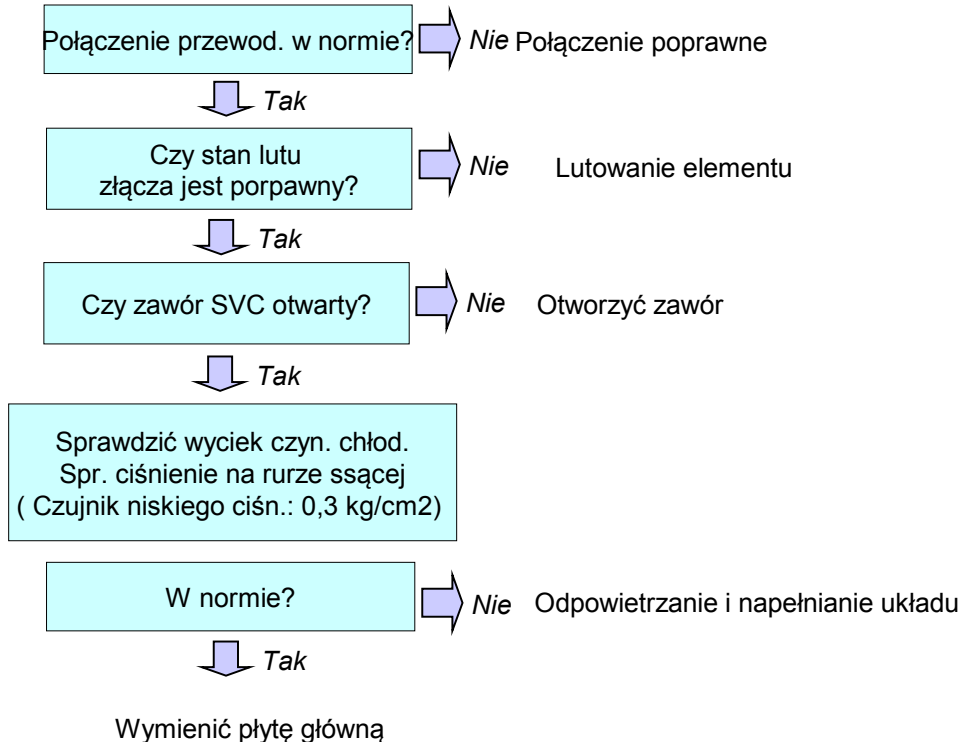 Połączenie przewod. w normie? Nie Połączenie poprawne
Tak
Czy stan lutu
złącza jest porpawny? Nie Lutowanie elementu
Tak
Czy zawór SVC otwarty? Nie Otworzyć zawór
Tak
Sprawdzić wyciek czyn. chłod.
Spr. ciśnienie na rurze ssącej
( Czujnik niskiego ciśn.: 0,3 kg/cm2)
W normie? Nie Odpowietrzanie i napełnianie układu
Tak
Wymienić płytę główną